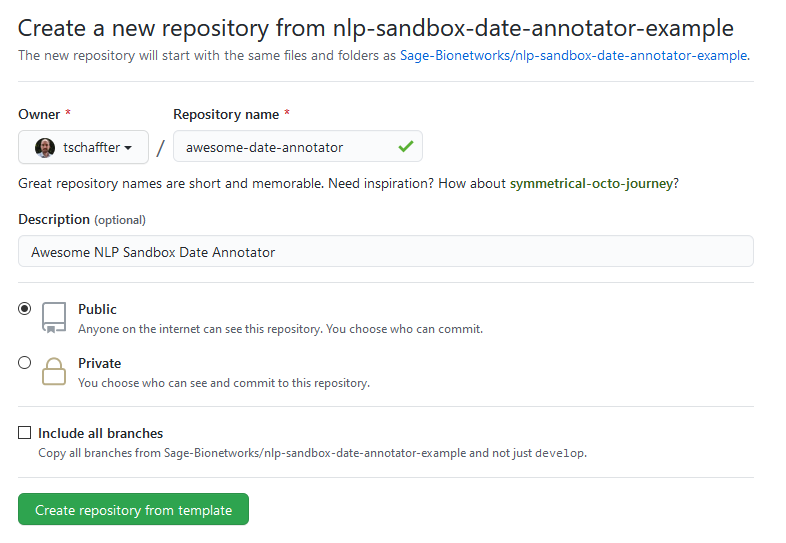 Create a new repository from nlp-sandbox-date-annotator-example
The new repository will start with the same files and folders as Sage-Bionetworks/nlp-sandbox-date-annotator-example.
Owner * Repository name *
tschaffter / awesome-date-annotator
Great repository names are short and memorable. Need inspiration? How about symmetrical-octo-journey?
Description (optional)
Awesome NLP Sandbox Date Annotator
Public
Anyone on the internet can see this repository. You choose who can commit.
Private
You choose who can see and commit to this repository.
Include all branches
Copy all branches from Sage-Bionetworks/nlp-sandbox-date-annotator-example and not just develop.
Create repository from template